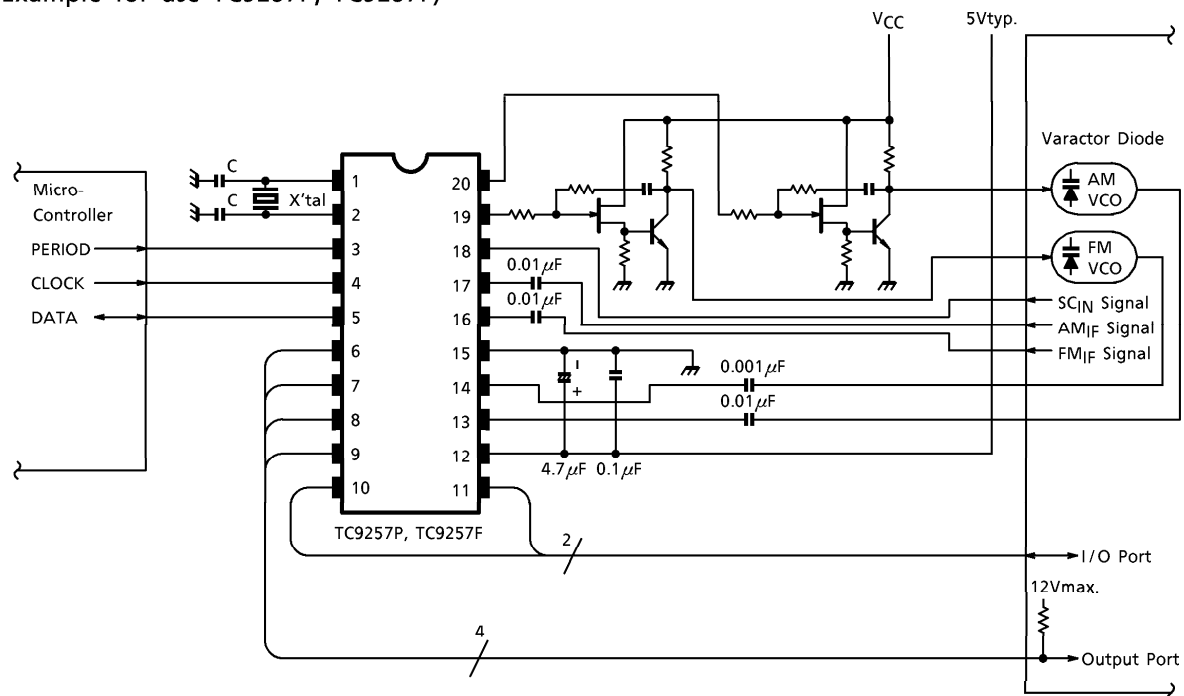 Example for use TC9257P, TC9257F,
VCC
5Vtyp.
Varactor Diode
AM
VCO
FM
VCO
SCIN Signal
AMIF Signal
FMIF Signal
Micro-
Controller
PERIOD
CLOCK
DATA
C
C
X'tal
1
2
3
4
5
6
7
8
9
10
20
19
18
17
16
15
14
13
12
11
0.01μF
0.01μF
0.001μF
0.01μF
-
+
4.7μF
0.1μF
TC9257P, TC9257F
2
I/O Port
12Vmax.
4
Output Port